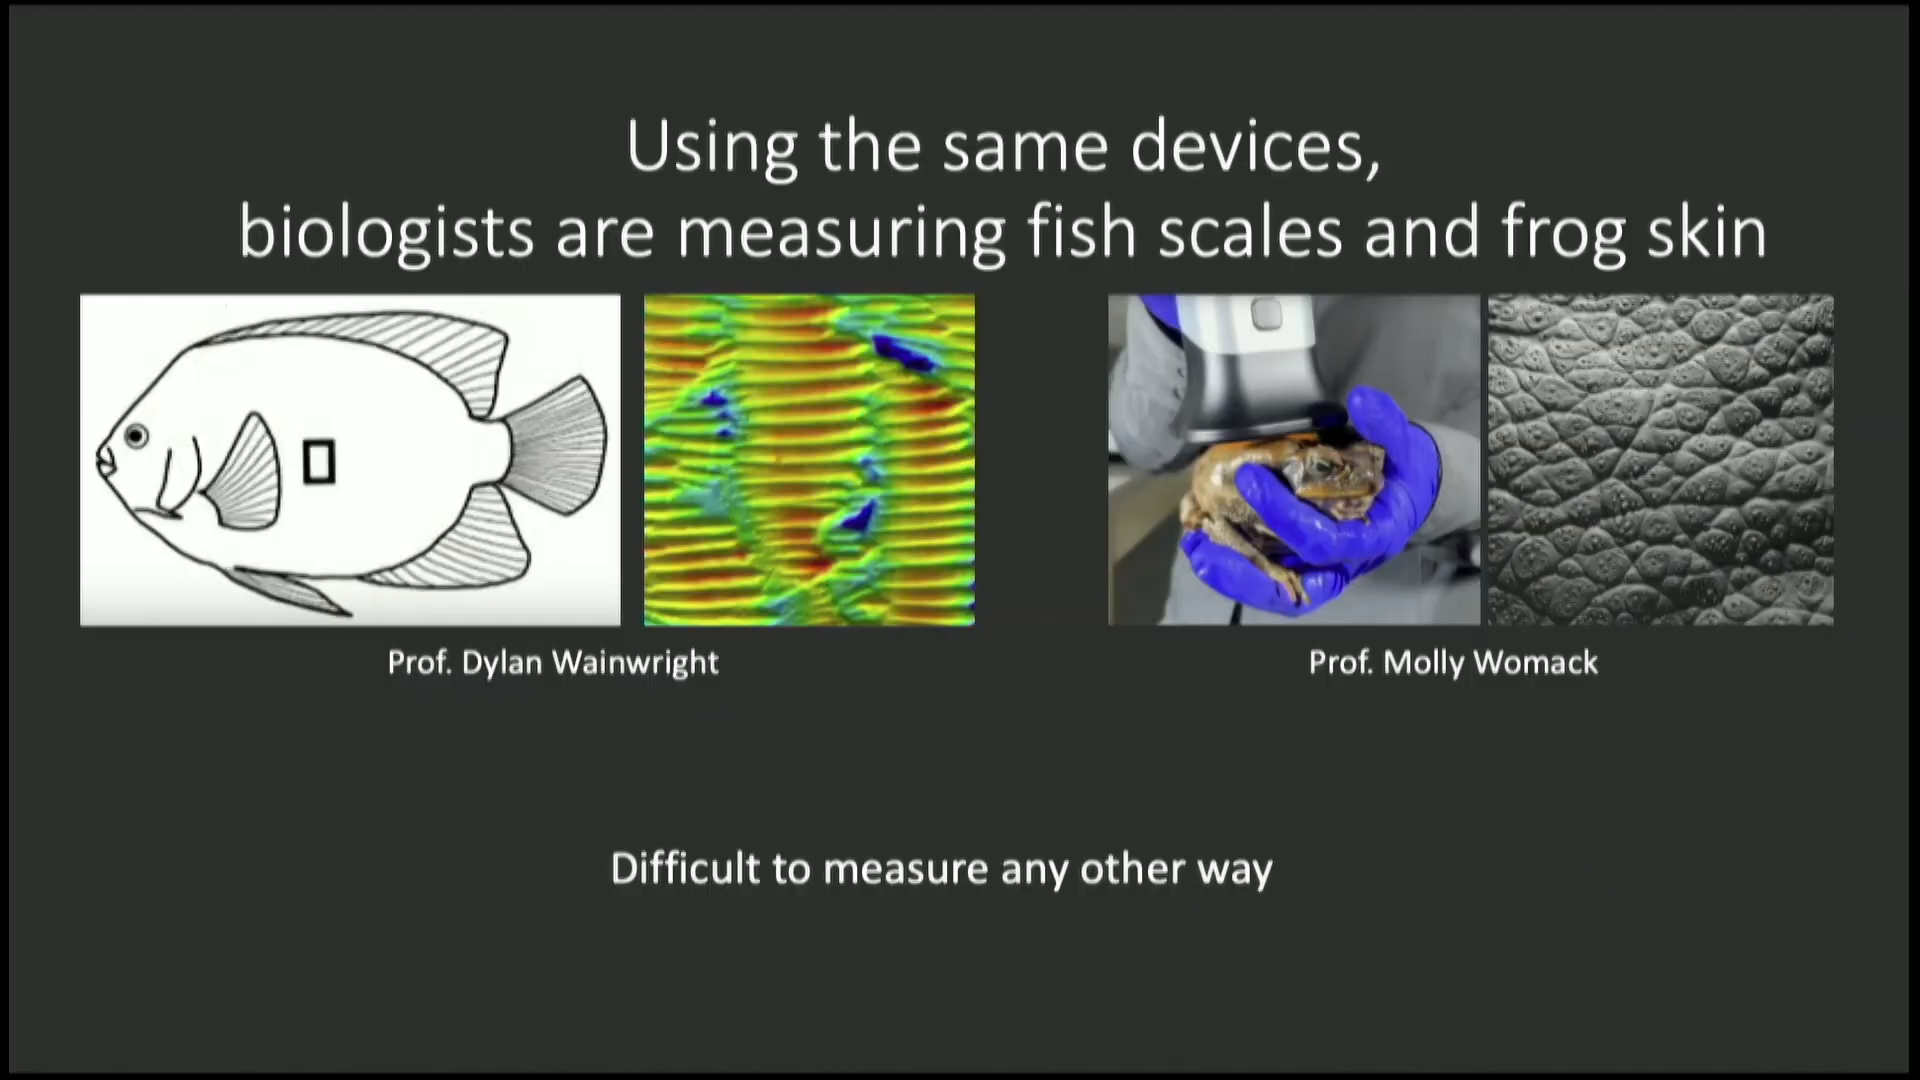 Using the same devices,
biologists are measuring fish scales and frog skin
Prof. Dylan Wainwright
Prof. Molly Womack
Difficult to measure any other way